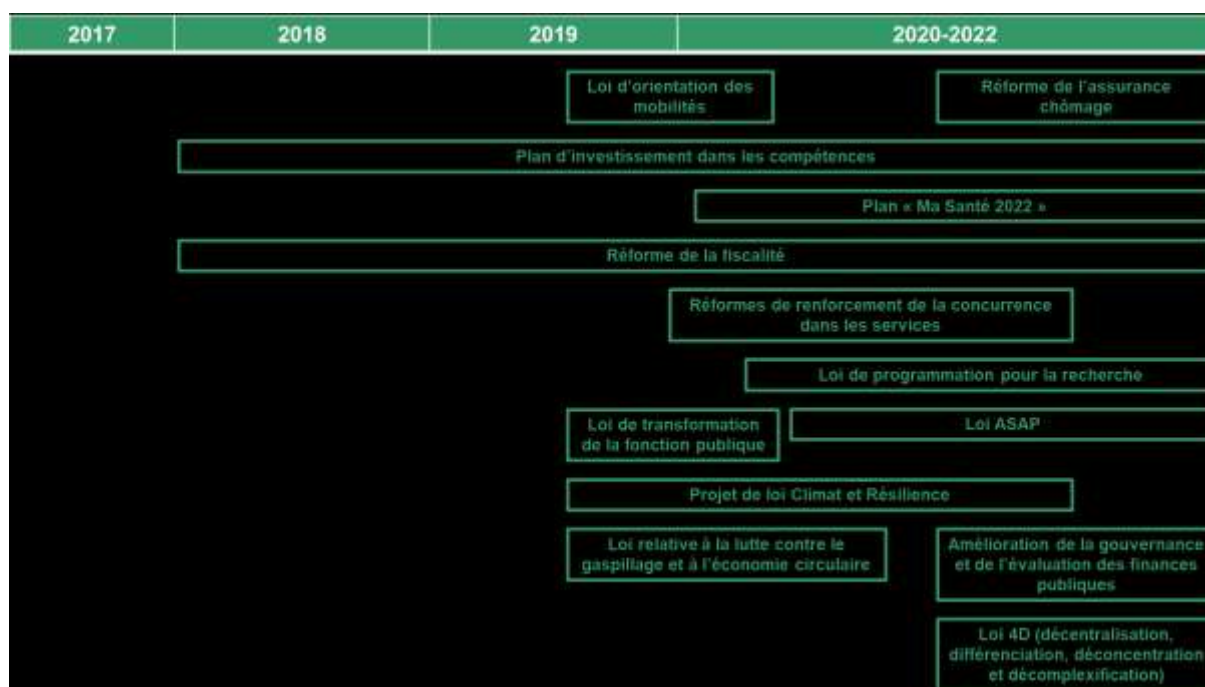 2017 2018 2019 2020-2022
Loi d'orientation des
mobilités
Réforme de l'assurance
chômage
Plan d'investissement dans les compétences
Plan « Ma Santé 2022 »
Réforme de la fiscalité
Réformes de renforcement de la concurrence
dans les services
Loi de programmation pour la recherche
Loi de transformation
de la fonction publique
Loi ASAP
Projet de loi Climat et Résilience
Loi relative à la lutte contre le
gaspillage et à l'économie circulaire
Amélioration de la gouvernance
et de l'évaluation des finances
publiques
Loi 4D (décentralisation,
différenciation, déconcentration
et décomplexification)